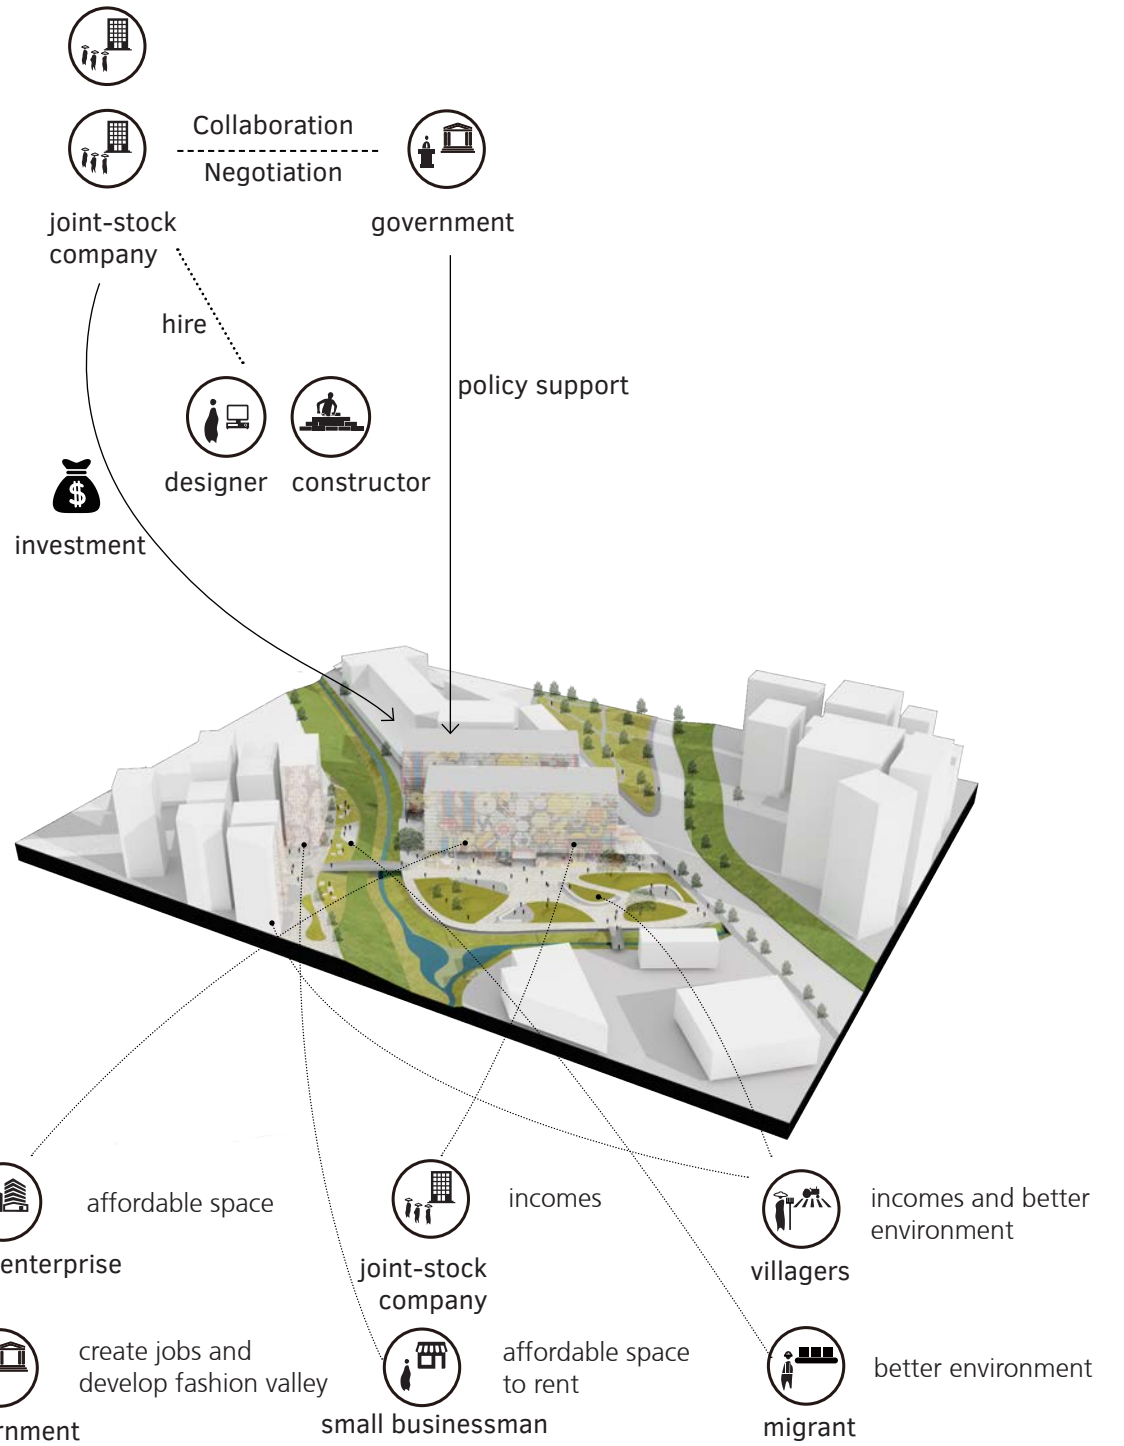 Collaboration
Negotiation
joint-stock
company
government
hire
policy support
designer
constructor
$
investment
affordable space
enterprise
incomes
joint-stock
company
incomes and better
environment
villagers
create jobs and
develop fashion valley
rnment
affordable space
to rent
small businessman
better environment
migrant